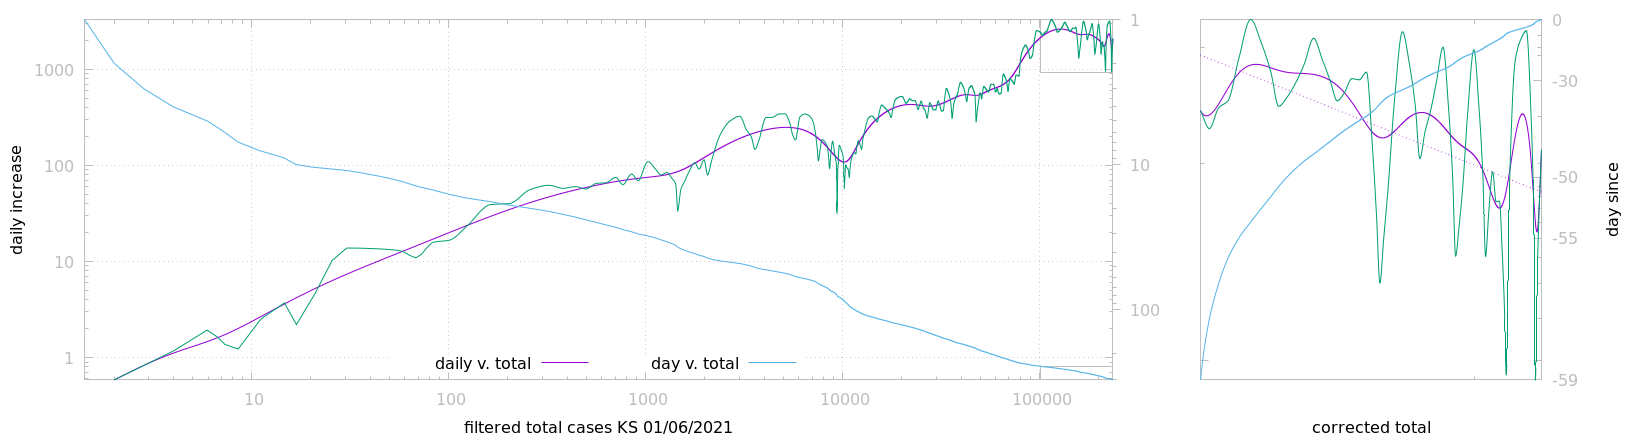 1000
100
10
1
daily increase
daily v. total
day v. total
10
100
1000
10000
100000
filtered total cases KS 01/06/2021
1
10
100
0
-30
-50
-55
-59
day since
corrected total